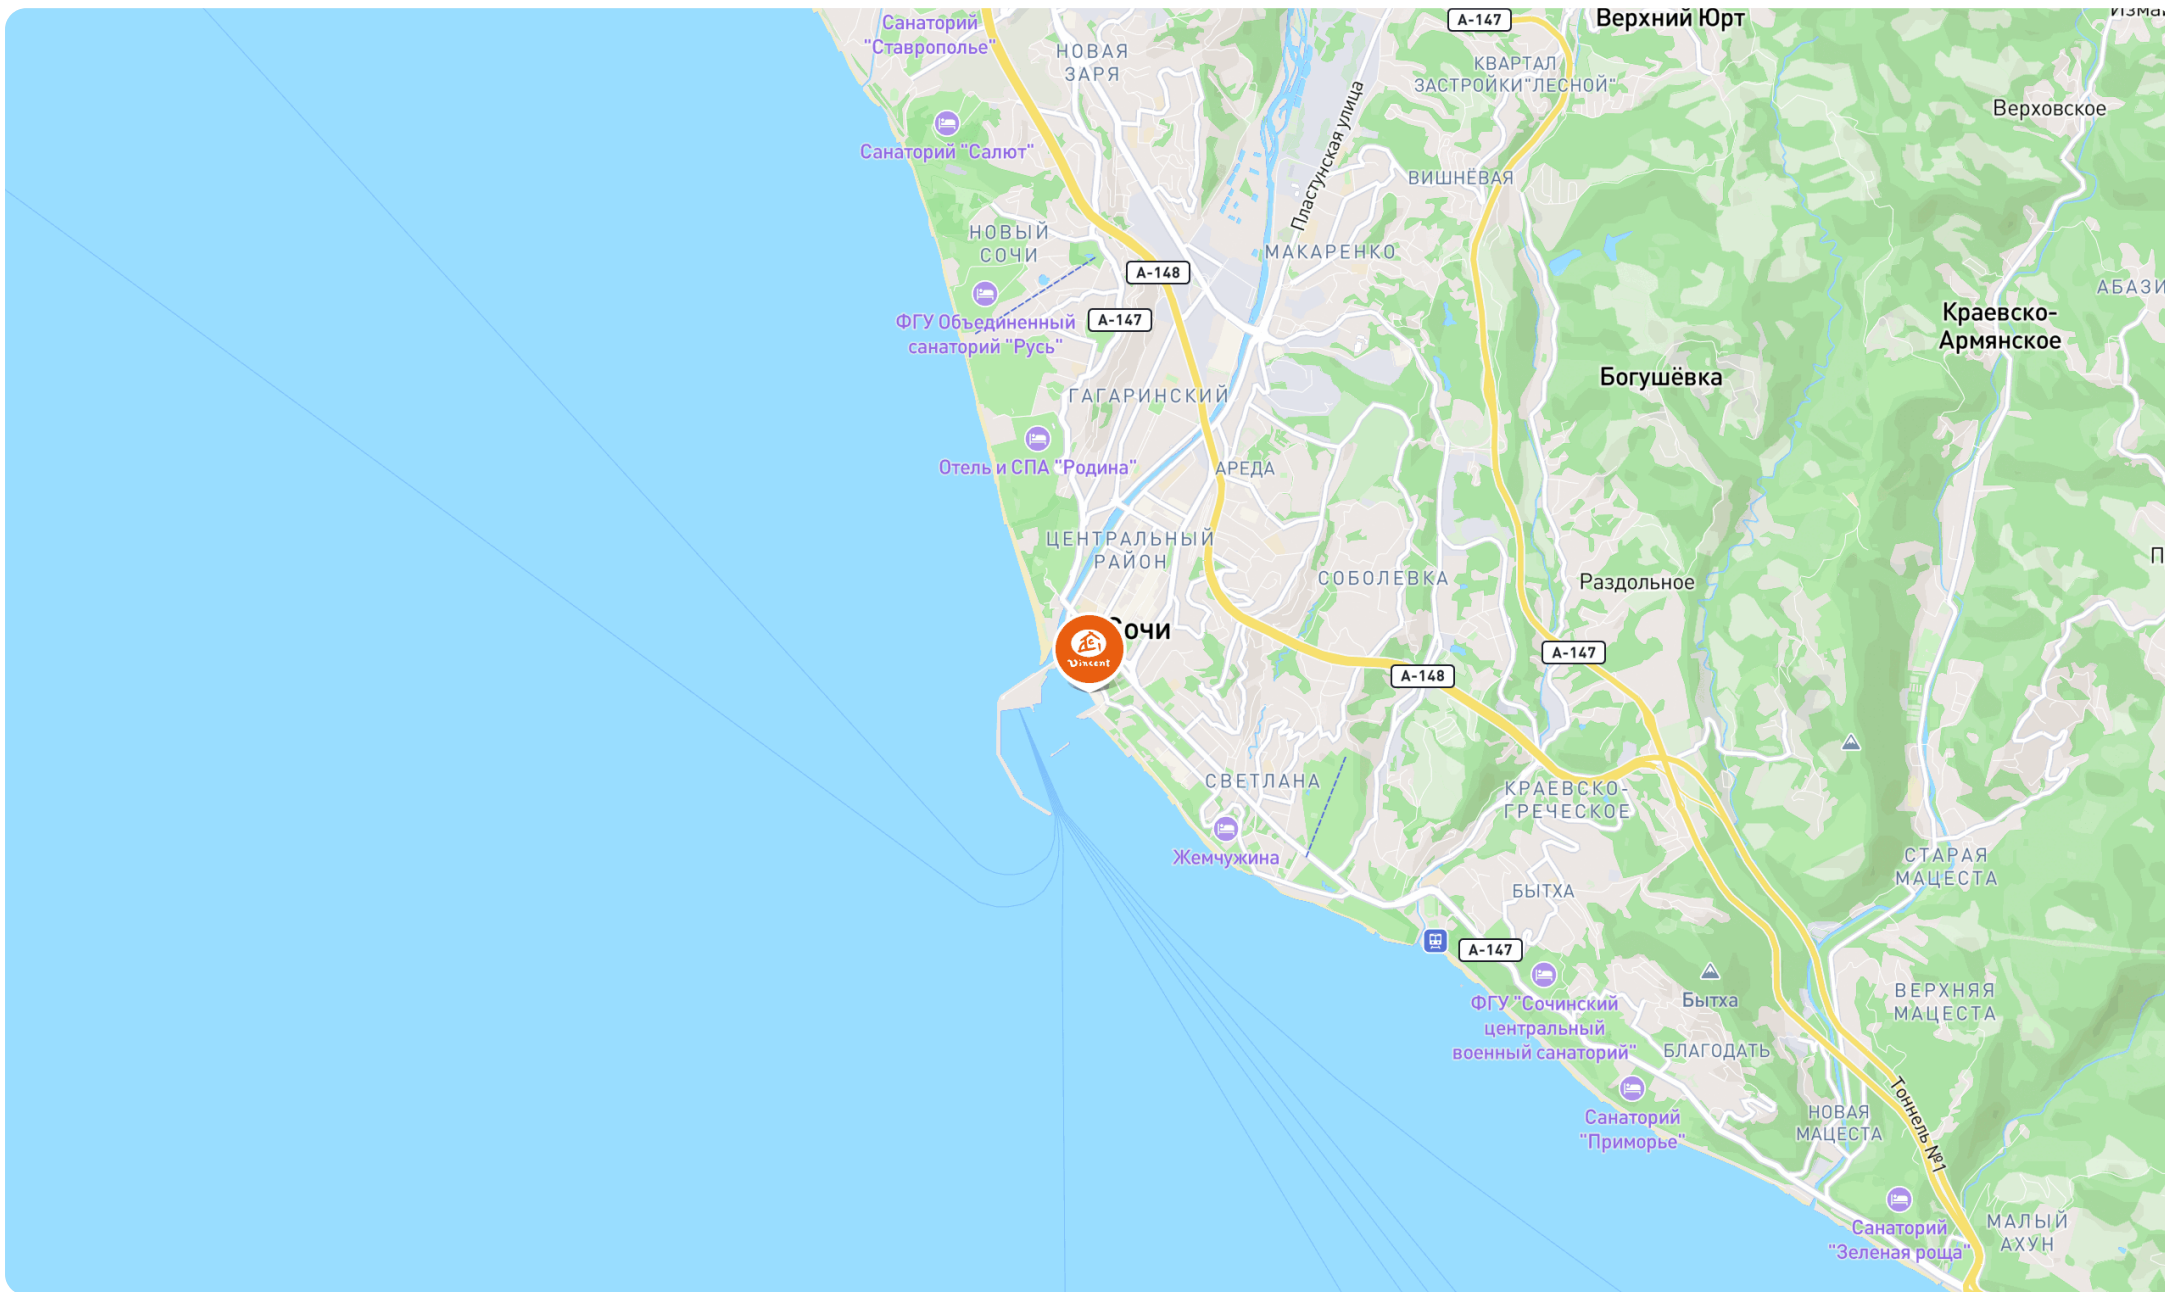 Санаторий
"Ставрополье"
НОВАЯ
ЗАРЯ
А-147
Верхний Юрт
КВАРТАЛ
ЗАСТРОЙКИ"ЛЕСНОЙ"
Верховское
Пластунская улица
Санаторий "Салют"
ВИШНЁВАЯ
НОВЫЙ
СОЧИ
МАКАРЕНКО
А-148
АБАЗИ
ФГУ Объединенный
санаторий "Русь"
А-147
Краевско-
Армянское
Богушёвка
ГАГАРИНСКИЙ
Отель и СПА "Родина"
АРЕДА
ЦЕНТРАЛЬНЫЙ
РАЙОН
СОБОЛЕВКА
Раздольное
П
Сочи
Vincent
А-147
А-148
СВЕТЛАНА
КРАЕВСКО-
ГРЕЧЕСКОЕ
Жемчужина
СТАРАЯ
МАЦЕСТА
БЫТХА
А-147
ФГУ "Сочинский
центральный
военный санаторий"
Бытха
ВЕРХНЯЯ
МАЦЕСТА
БЛАГОДАТЬ
Санаторий
"Приморье"
НОВАЯ
МАЦЕСТА
Тоннель №1
Санаторий
"Зеленая роща"
МАЛЫЙ
АХУН